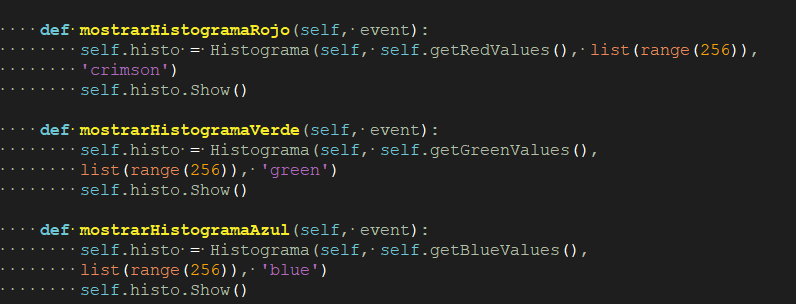 def mostrarHistogramaRojo(self, event):
self.histo = Histograma(self, self.getRedValues(), list(range(256)),
'crimson')
self.histo.Show()
def mostrarHistogramaVerde(self, event):
self.histo = Histograma(self, self.getGreenValues(),
list(range(256)), 'green')
self.histo.Show()
def mostrarHistogramaAzul(self, event):
self.histo = Histograma(self, self.getBlueValues(),
list(range(256)), 'blue')
self.histo.Show()